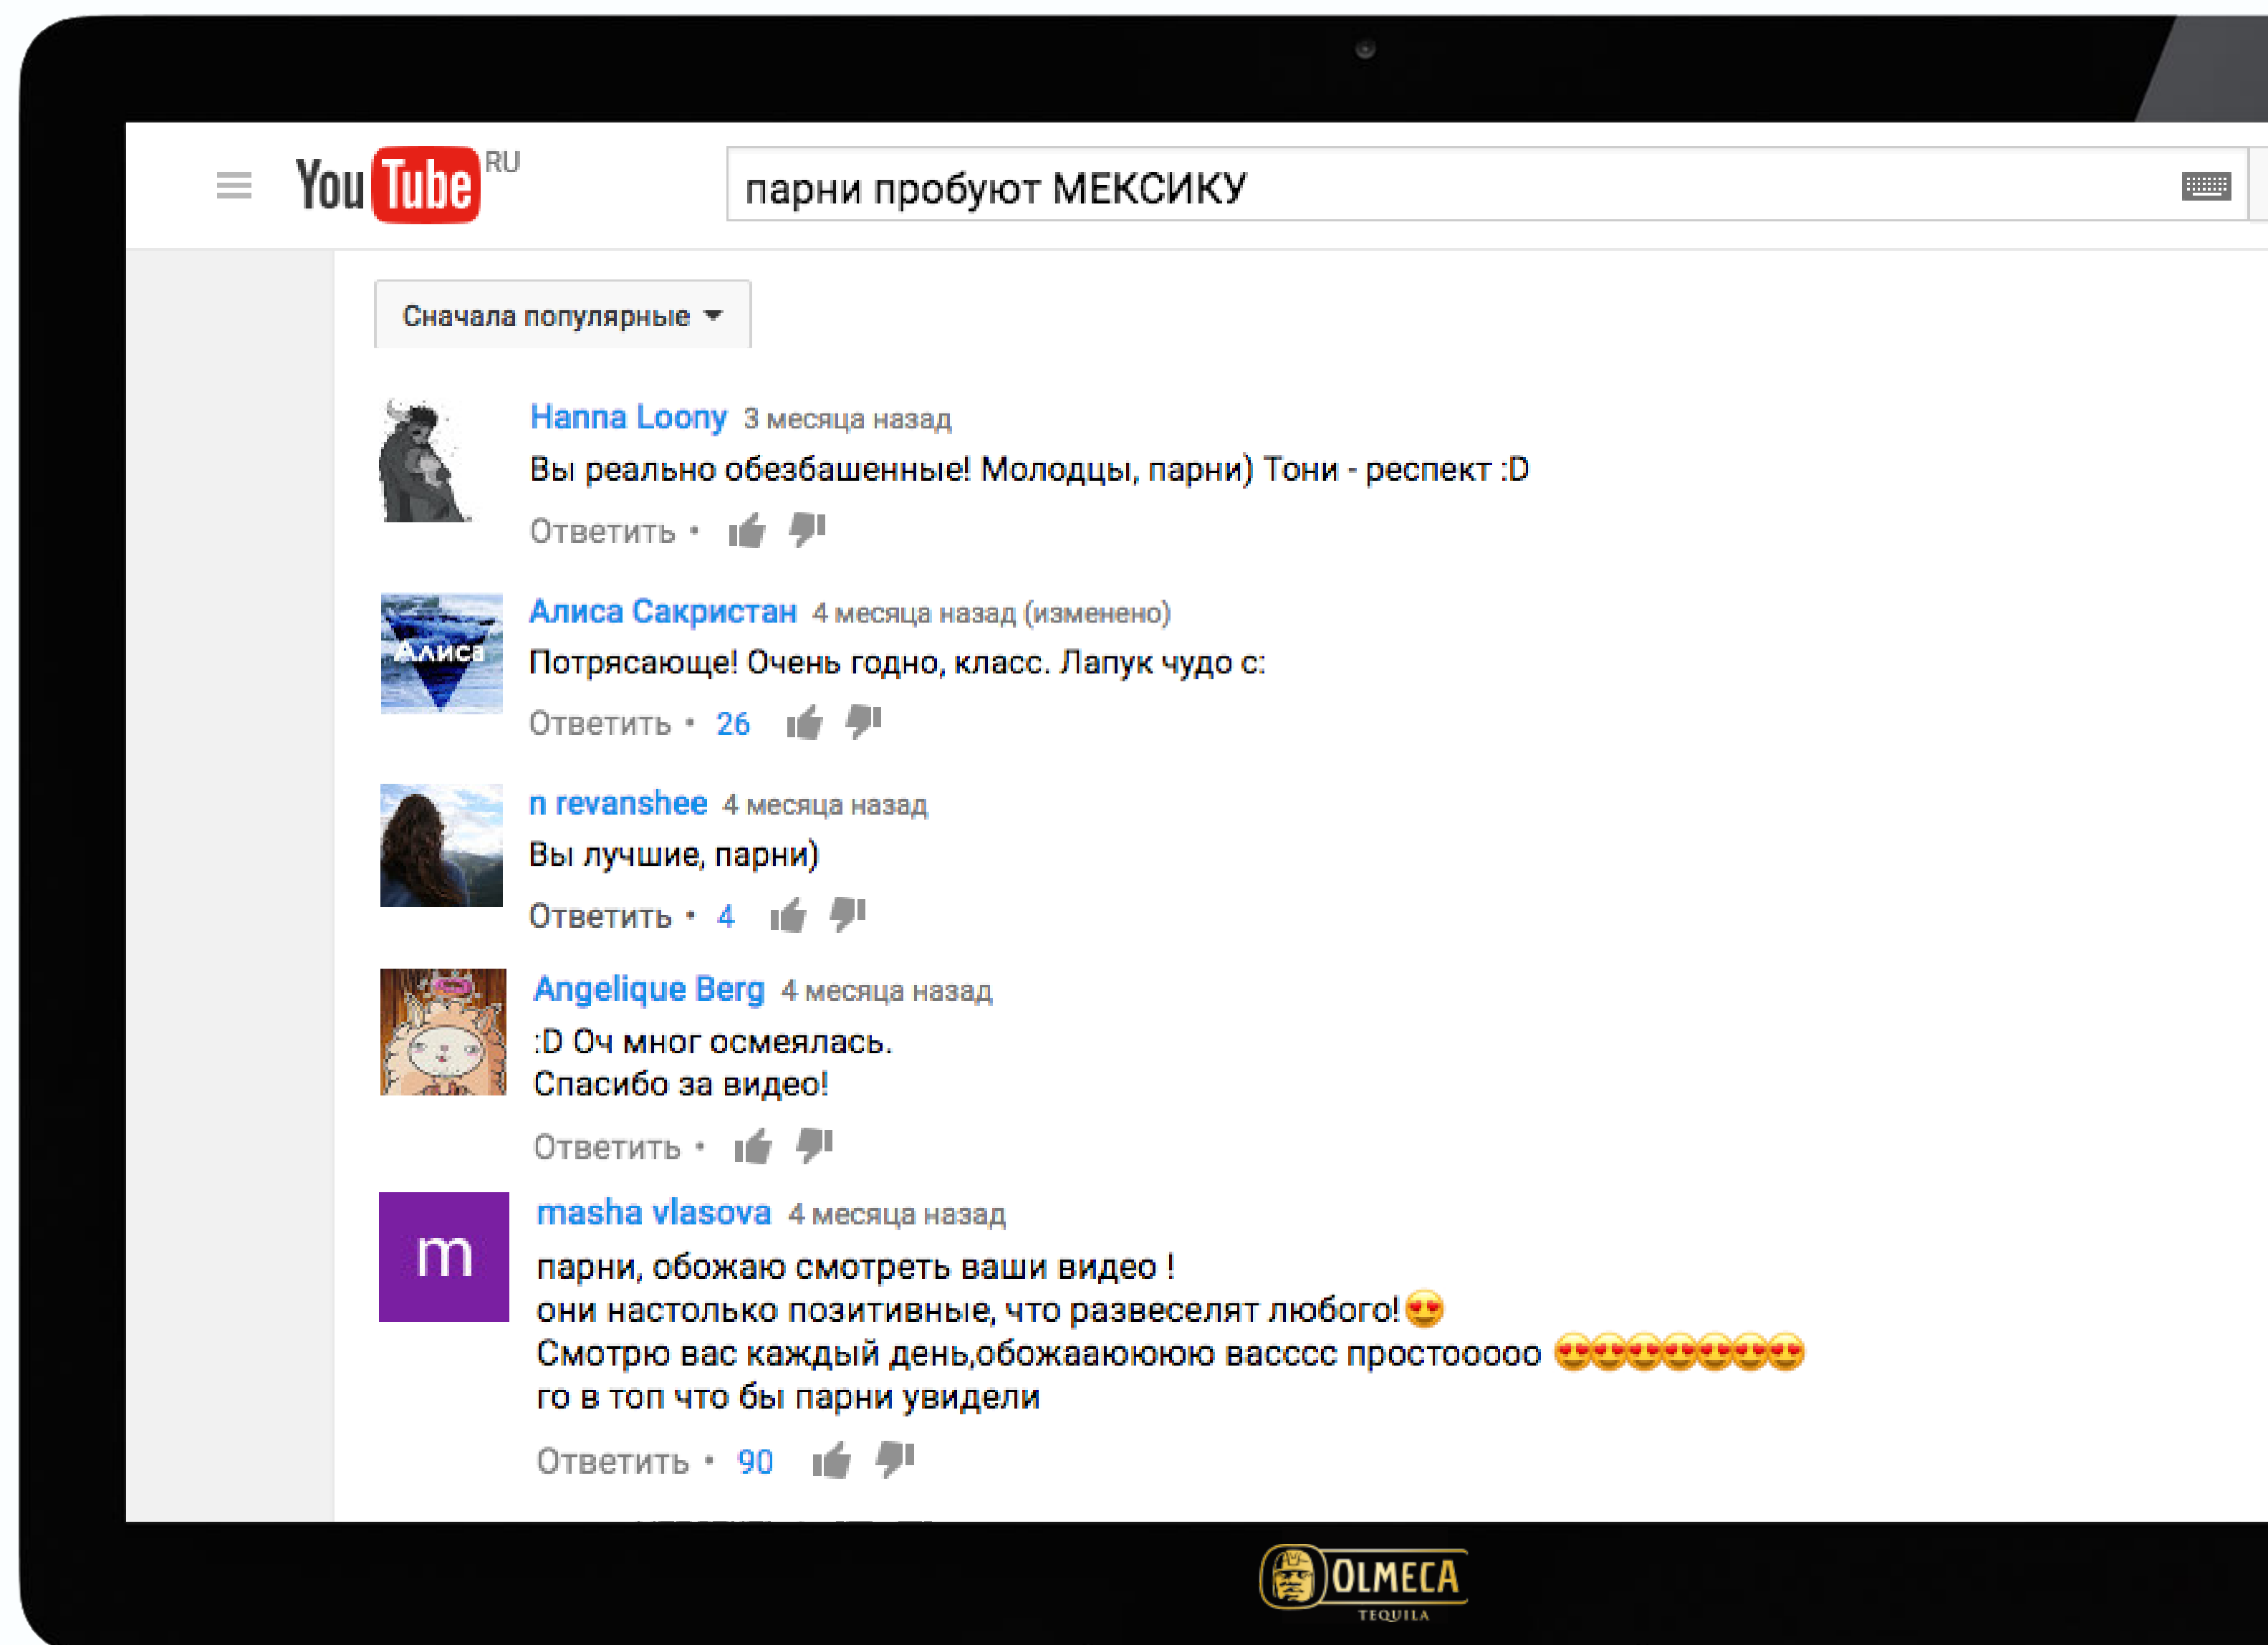 YouTube RU
парни пробуют МЕКСИКУ
Сначала популярные
Hanna Loony 3 месяца назад
Вы реально обезбашенные! Молодцы, парни) Тони - респект :D
Ответить •
Алиса
Алиса Сакристан 4 месяца назад (изменено)
Потрясающе! Очень годно, класс. Лапук чудо с:
Ответить • 26
n revanshee 4 месяца назад
Вы лучшие, парни)
Ответить • 4
Angelique Berg 4 месяца назад
:D Оч мног осмеялась.
Спасибо за видео!
Ответить •
m
masha vlasova 4 месяца назад
парни, обожаю смотреть ваши видео !
они настолько позитивные, что развеселят любого!😍
Смотрю вас каждый день,обожааюююю васссс простооооо 😍😍😍😍😍😍😍
го в топ что бы парни увидели
Ответить • 90
OLMECA
TEQUILA